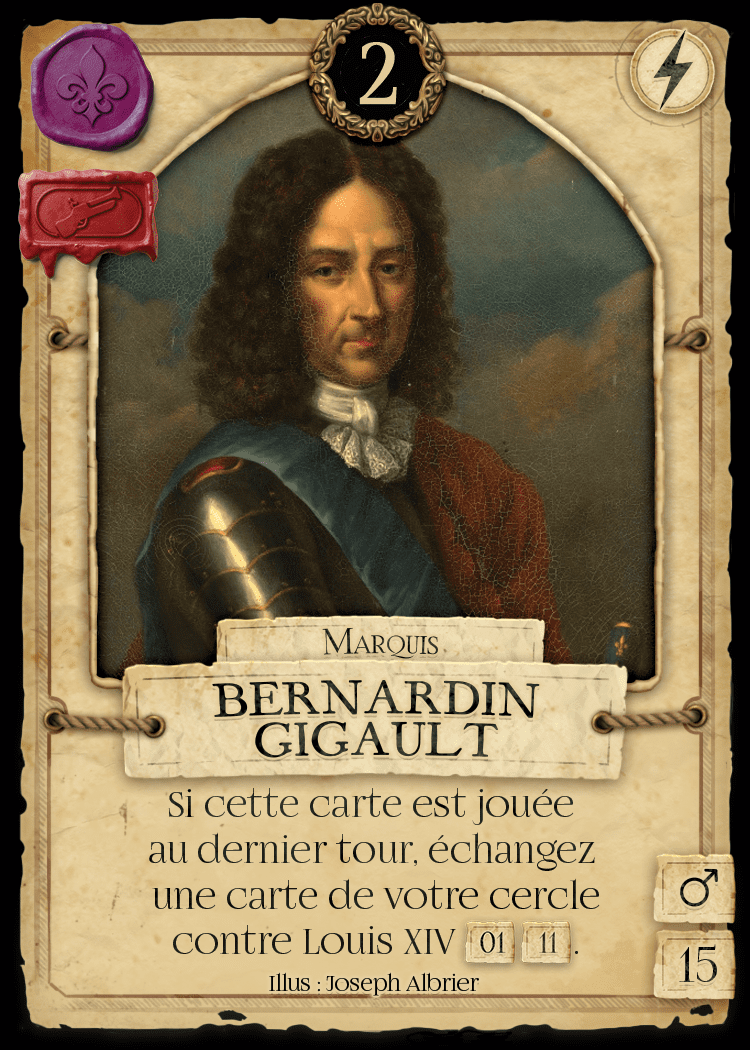 2
Marquis
BERNARDIN
GIGAULT
Si cette carte est jouée
au dernier tour, échangez
une carte de votre cercle
contre Louis XIV 01 11 .
Illus : Joseph Albrier
♂
15